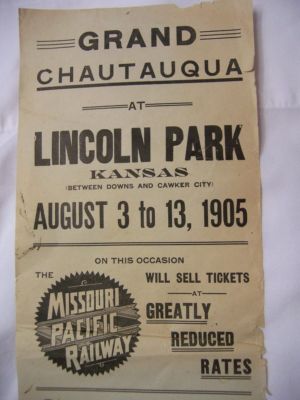 GRAND
CHAUTAUQUA
AT
LINCOLN PARK
KANSAS
(BETWEEN DOWNS AND CAWKER CITY)
AUGUST 3 to 13, 1905
ON THIS OCCASION
THE
MISSOURI
PACIFIC
RAILWAY
WILL SELL TICKETS
AT
GREATLY
REDUCED
RATES